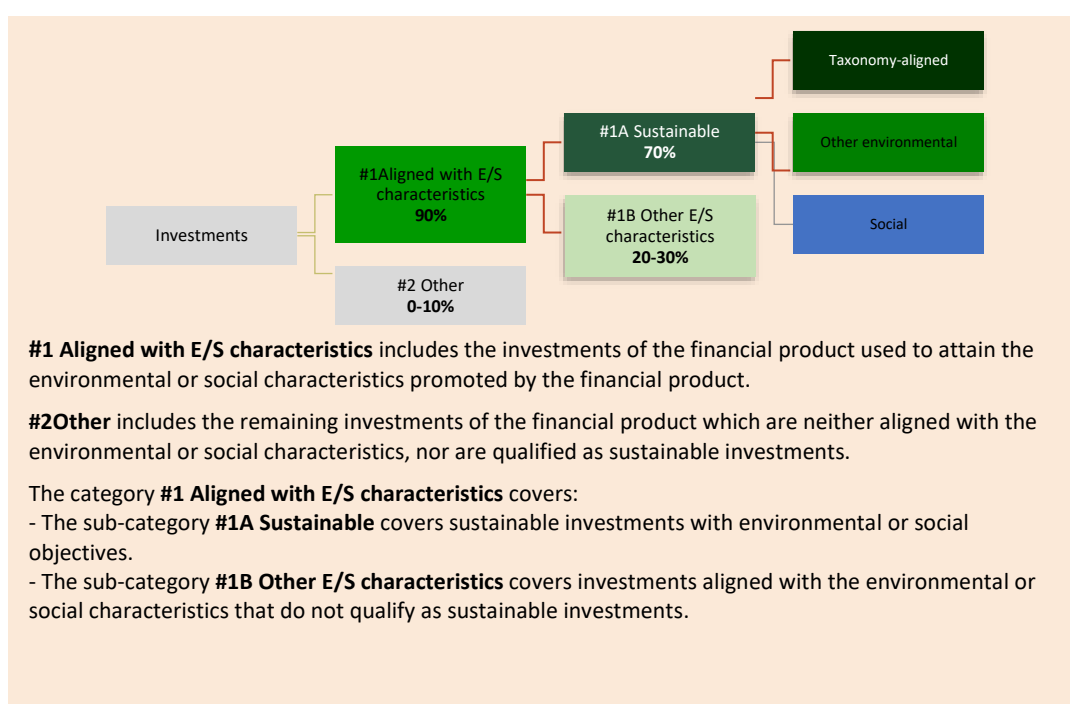 Taxonomy-aligned
#1A Sustainable
70%
Other environmental
#1Aligned with E/S
characteristics
90%
#1B Other E/S
characteristics
20-30%
Social
Investments
#2 Other
0-10%
#1 Aligned with E/S characteristics includes the investments of the financial product used to attain the
environmental or social characteristics promoted by the financial product.
#2Other includes the remaining investments of the financial product which are neither aligned with the
environmental or social characteristics, nor are qualified as sustainable investments.
The category #1 Aligned with E/S characteristics covers:
- The sub-category #1A Sustainable covers sustainable investments with environmental or social
objectives.
- The sub-category #1B Other E/S characteristics covers investments aligned with the environmental or
social characteristics that do not qualify as sustainable investments.